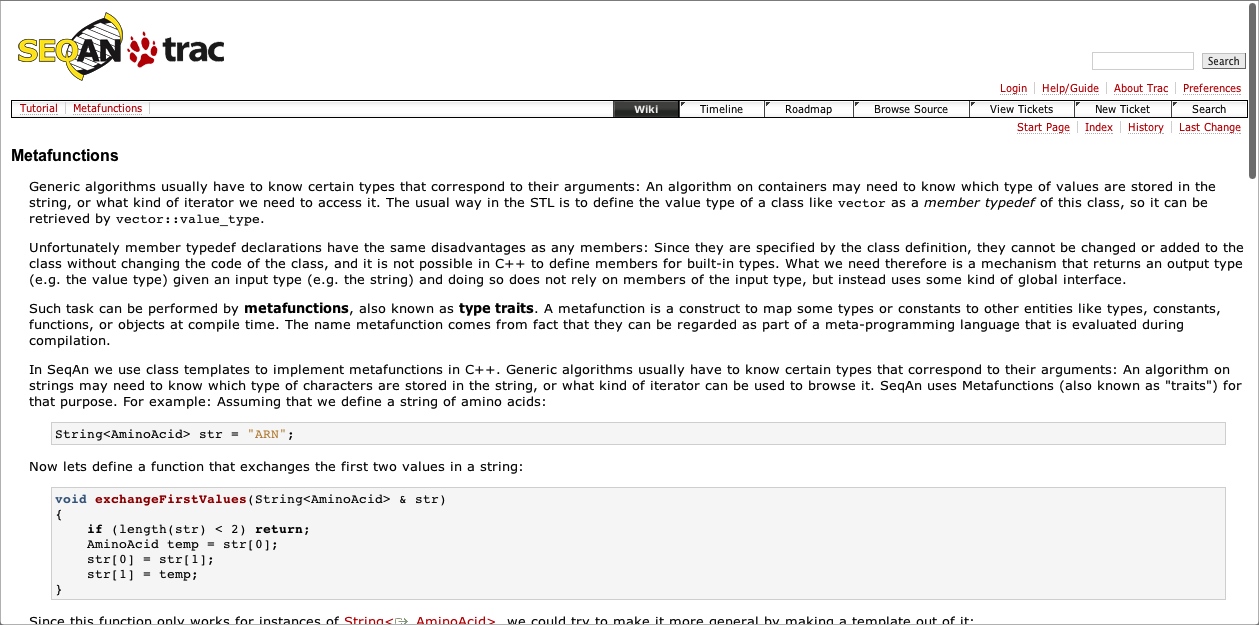 SEQAN trac
Search
Login Help/Guide About Trac Preferences
Tutorial Metafunctions Wiki Timeline Roadmap Browse Source View Tickets New Ticket Search
Start Page Index History Last Change
Metafunctions
Generic algorithms usually have to know certain types that correspond to their arguments: An algorithm on containers may need to know which type of values are stored in the
string, or what kind of iterator we need to access it. The usual way in the STL is to define the value type of a class like vector as a member typedef of this class, so it can be
retrieved by vector::value_type.
Unfortunately member typedef declarations have the same disadvantages as any members: Since they are specified by the class definition, they cannot be changed or added to the
class without changing the code of the class, and it is not possible in C++ to define members for built-in types. What we need therefore is a mechanism that returns an output type
(e.g. the value type) given an input type (e.g. the string) and doing so does not rely on members of the input type, but instead uses some kind of global interface.
Such task can be performed by metafunctions, also known as type traits. A metafunction is a construct to map some types or constants to other entities like types, constants,
functions, or objects at compile time. The name metafunction comes from fact that they can be regarded as part of a meta-programming language that is evaluated during
compilation.
In SeqAn we use class templates to implement metafunctions in C++. Generic algorithms usually have to know certain types that correspond to their arguments: An algorithm on
strings may need to know which type of characters are stored in the string, or what kind of iterator can be used to browse it. SeqAn uses Metafunctions (also known as "traits") for
that purpose. For example: Assuming that we define a string of amino acids:
String<AminoAcid> str = "ARN";
Now lets define a function that exchanges the first two values in a string:
void exchangeFirstValues(String<AminoAcid> & str)
{
    if (length(str) < 2) return;
    AminoAcid temp = str[0];
    str[0] = str[1];
    str[1] = temp;
}
Since this function only works for instances of String< AminoAcid>, we could try to make it more general by making a template out of it: